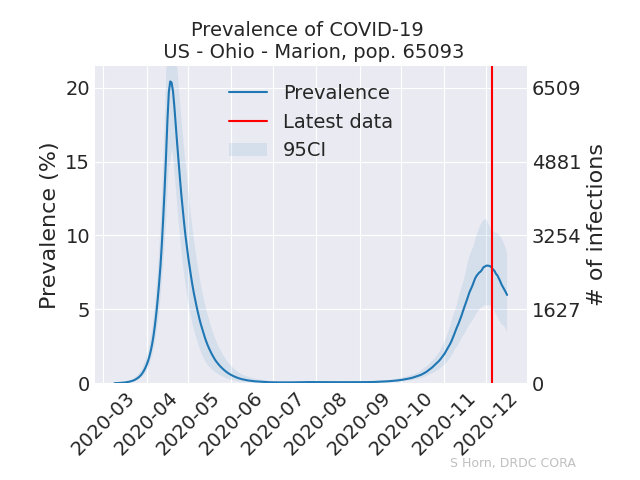 Prevalence of COVID-19
US - Ohio - Marion, pop. 65093
Prevalence (%)
20
15
10
5
0
Prevalence
Latest data
95CI
6509
4881
3254
1627
0
# of infections
2020-03
2020-04
2020-05
2020-06
2020-07
2020-08
2020-09
2020-10
2020-11
2020-12
S Horn, DRDC CORA